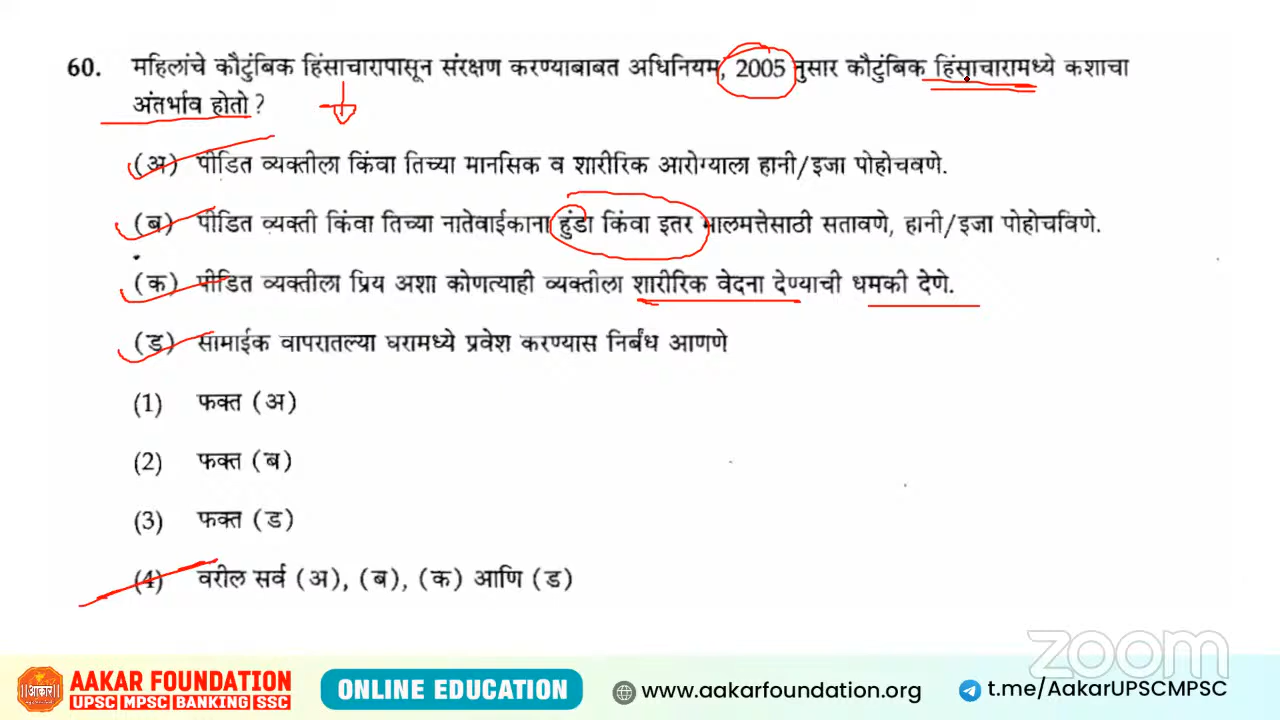 60. महिलांचे कौटुंबिक हिंसाचारापासून संरक्षण करण्याबाबत अधिनियम, 2005 नुसार कौटुंबिक हिंसाचारामध्ये कशाचा
अंतर्भाव होतो ?
(अ) पीडित व्यक्तीला किंवा तिच्या मानसिक व शारीरिक आरोग्याला हानी/इजा पोहोचवणे.
(ब) पीडित व्यक्ती किंवा तिच्या नातेवाईकाना हुंडा किंवा इतर मालमत्तेसाठी सतावणे, हानी/इजा पोहोचविणे.
(क) पीडित व्यक्तीला प्रिय अशा कोणत्याही व्यक्तीला शारीरिक वेदना देण्याची धमकी देणे.
(ड) सामाईक वापरातल्या घरामध्ये प्रवेश करण्यास निर्बंध आणणे
(1) फक्त (अ)
(2) फक्त (ब)
(3) फक्त (ड)
(4) वरील सर्व (अ), (ब), (क) आणि (ड)
zoom
आकार
AAKAR FOUNDATION
UPSC MPSC BANKING SSC
ONLINE EDUCATION
www.aakarfoundation.org
t.me/AakarUPSCMPSC